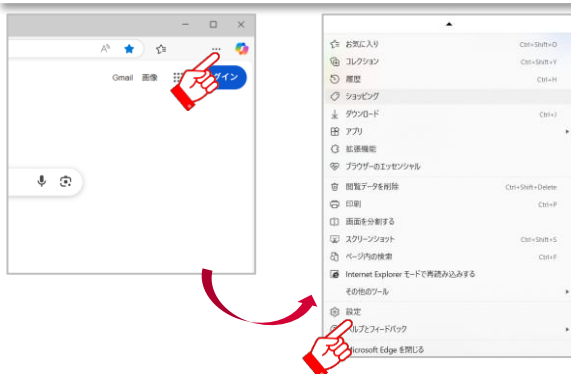 Gmail 画像
グイン
お気に入り Ctrl+Shift+O
コレクション Ctrl+Shift+Y
履歴 Ctrl+H
ショッピング
ダウンロード Ctrl+J
アプリ
拡張機能
ブラウザーのエッセンシャル
閲覧データを削除 Ctrl+Shift+Delete
印刷 Ctrl+P
画面を分割する
スクリーンショット Ctrl+Shift+S
ページ内の検索 Ctrl+F
Internet Explorer モードで再読み込みする
その他のツール
設定
ヘルプとフィードバック
Microsoft Edge を閉じる